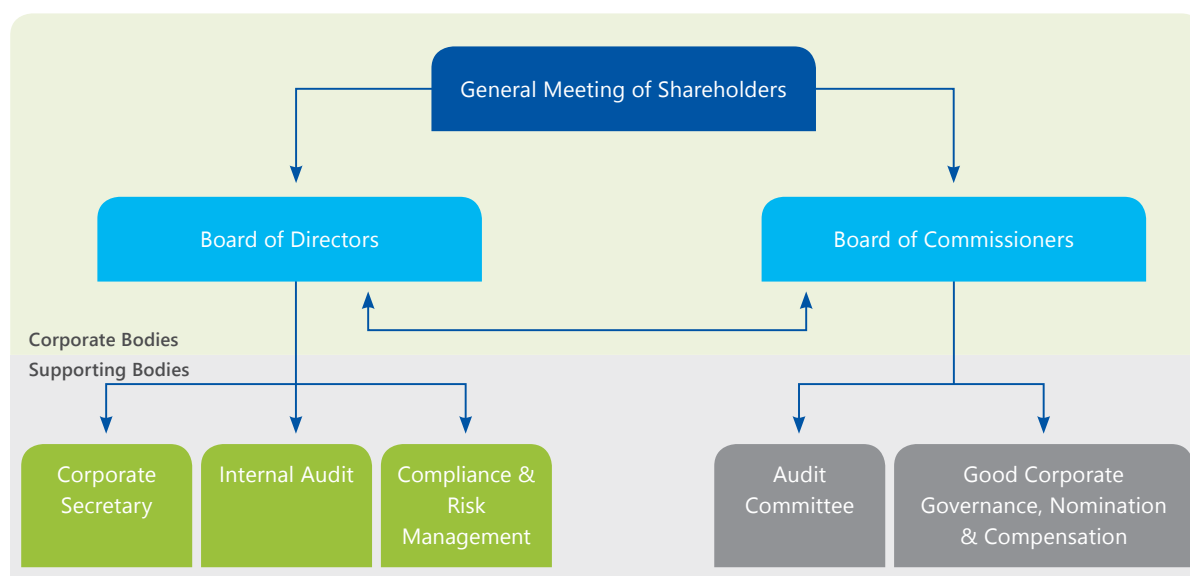 General Meeting of Shareholders
Board of Directors
Board of Commissioners
Corporate Bodies
Supporting Bodies
Corporate
Secretary
Internal Audit
Compliance &
Risk
Management
Audit
Committee
Good Corporate
Governance, Nomination
& Compensation